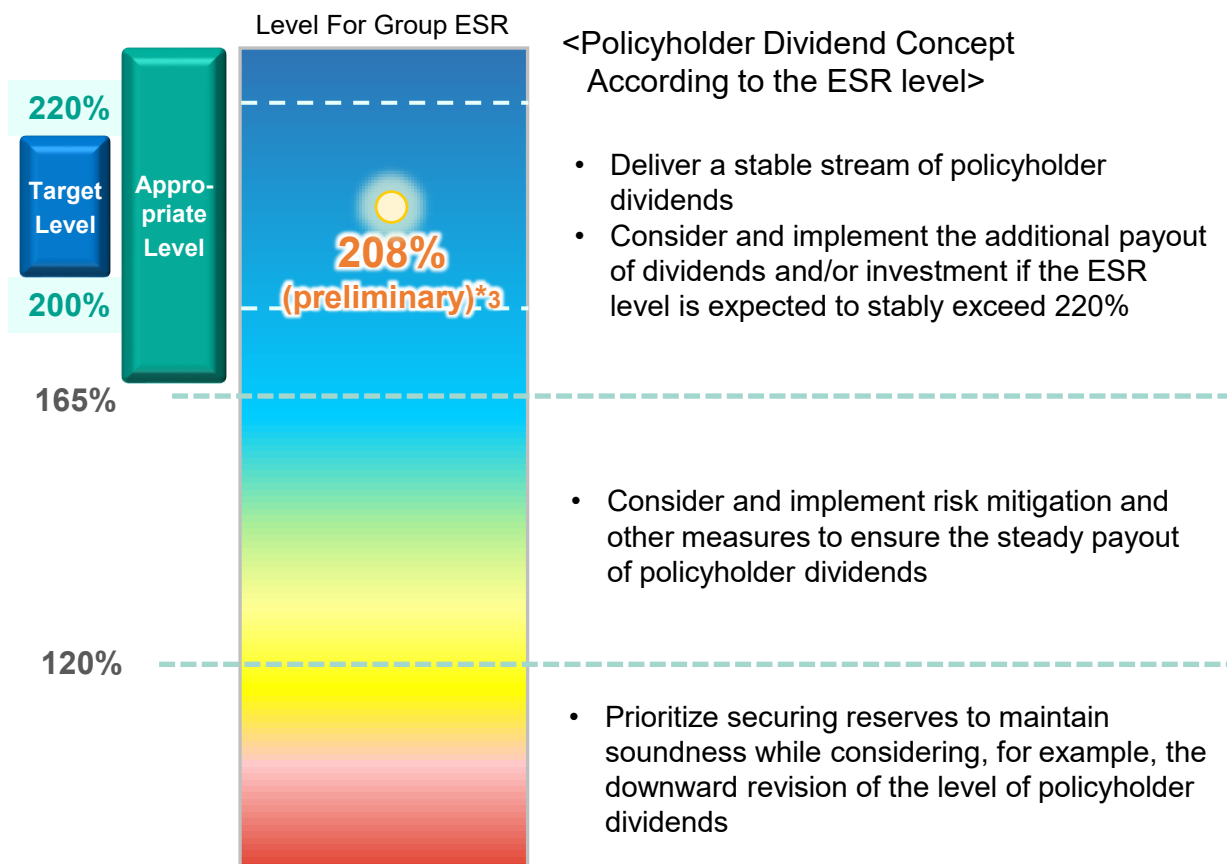 Level For Group ESR
<Policyholder Dividend Concept
According to the ESR level>
220%
Target
Level
200%
Appro-
priate
Level
165%
120%
208%
(preliminary)*3
• Deliver a stable stream of policyholder
dividends
• Consider and implement the additional payout
of dividends and/or investment if the ESR
level is expected to stably exceed 220%
• Consider and implement risk mitigation and
other measures to ensure the steady payout
of policyholder dividends
• Prioritize securing reserves to maintain
soundness while considering, for example, the
downward revision of the level of policyholder
dividends